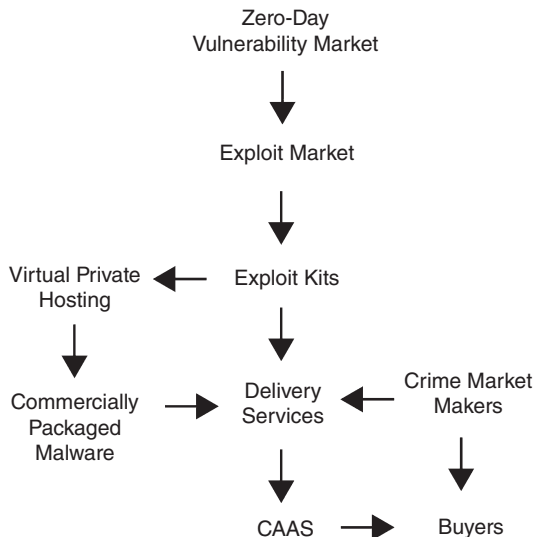 Zero-Day
Vulnerability Market
Exploit Market
Virtual Private
Hosting
Exploit Kits
Commercially
Packaged
Malware
Delivery
Services
Crime Market
Makers
CAAS
Buyers